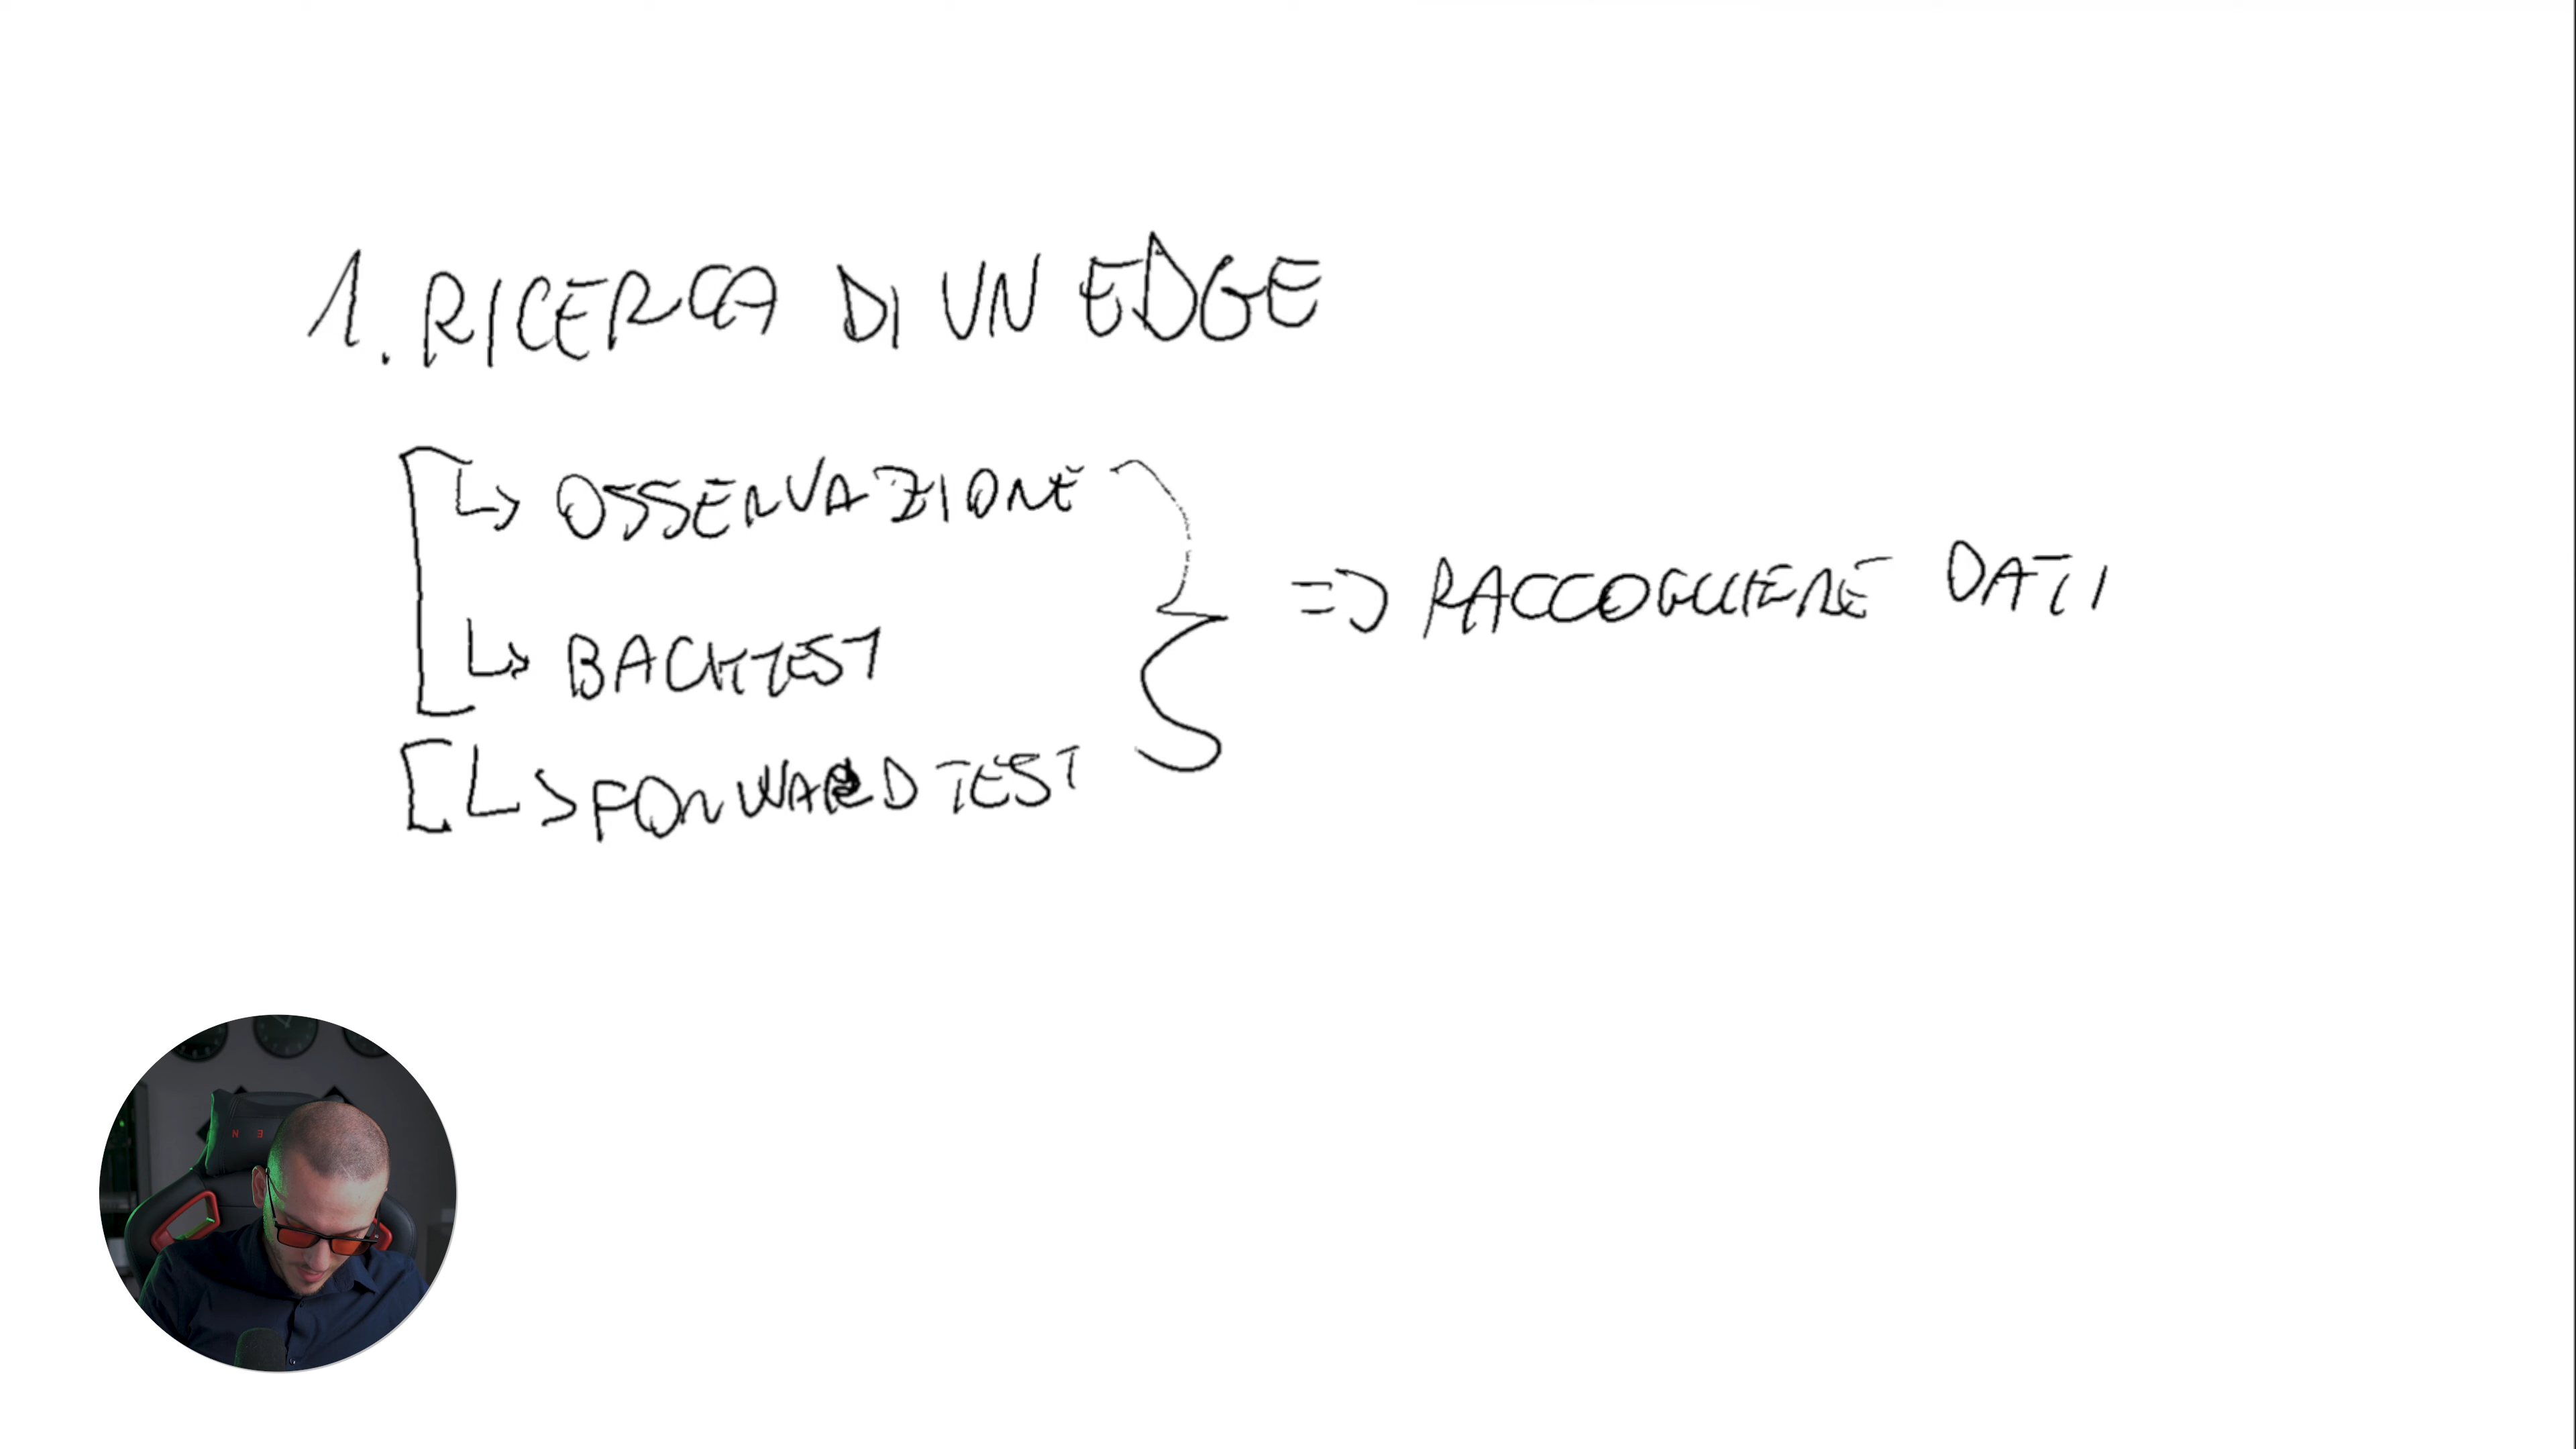 1. RICERCA DI UN EDGE
↳ OSSERVAZIONE
=> RACCOGLIERE DATI
↳ BACKTEST
↳ FORWARD TEST